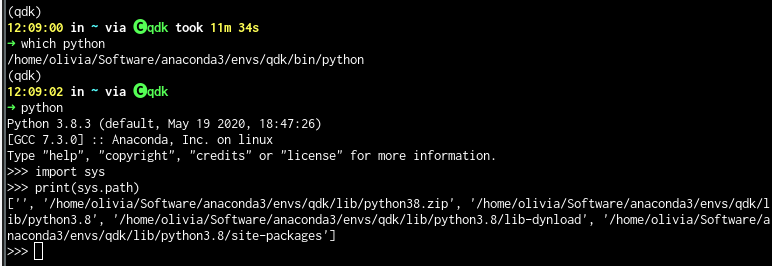 (qdk)
12:09:00 in ~ via C qdk took 11m 34s
➜ which python
/home/olivia/Software/anaconda3/envs/qdk/bin/python
(qdk)
12:09:02 in ~ via C qdk
➜ python
Python 3.8.3 (default, May 19 2020, 18:47:26)
[GCC 7.3.0] :: Anaconda, Inc. on linux
Type "help", "copyright", "credits" or "license" for more information.
>>> import sys
>>> print(sys.path)
['', '/home/olivia/Software/anaconda3/envs/qdk/lib/python38.zip', '/home/olivia/Software/anaconda3/envs/qdk/l
ib/python3.8', '/home/olivia/Software/anaconda3/envs/qdk/lib/python3.8/lib-dynload', '/home/olivia/Software/a
naconda3/envs/qdk/lib/python3.8/site-packages']
>>>